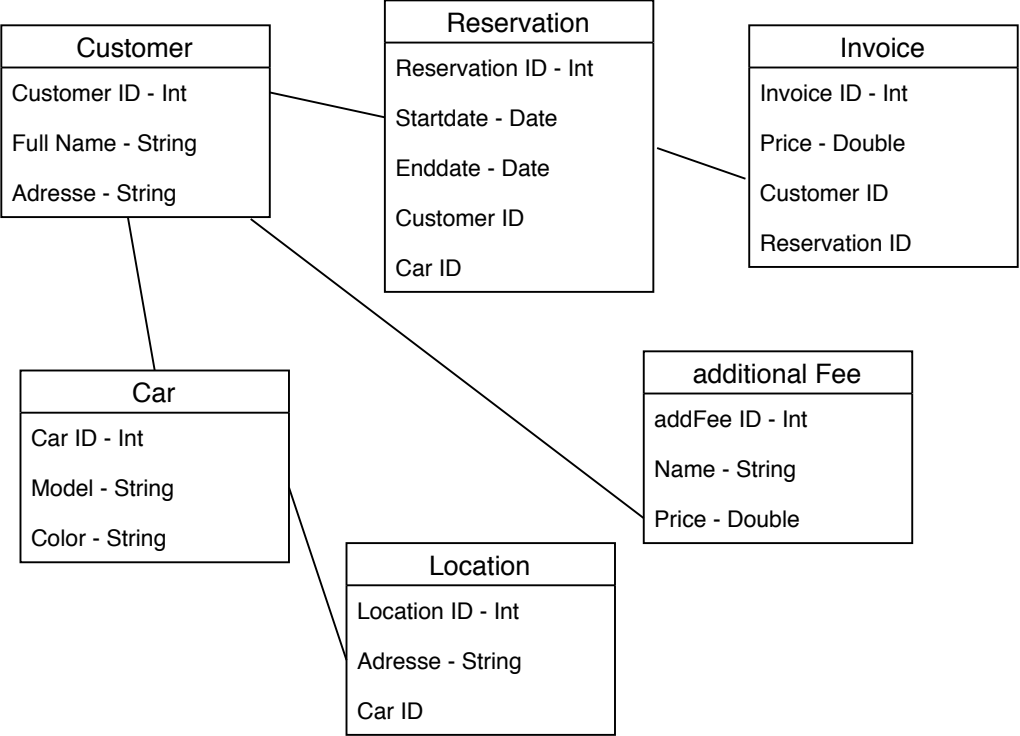 Customer
Customer ID - Int
Full Name - String
Adresse - String
Reservation
Reservation ID - Int
Startdate - Date
Enddate - Date
Customer ID
Car ID
Invoice
Invoice ID - Int
Price - Double
Customer ID
Reservation ID
Car
Car ID - Int
Model - String
Color - String
additional Fee
addFee ID - Int
Name - String
Price - Double
Location
Location ID - Int
Adresse - String
Car ID